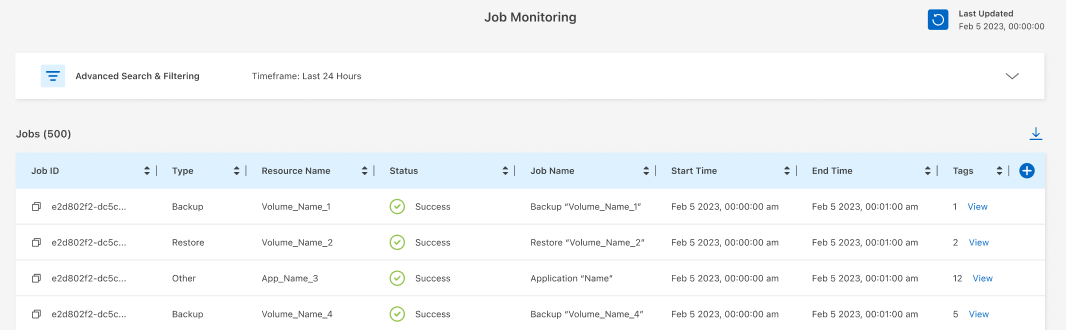 Job Monitoring
Last Updated
Feb 5 2023, 00:00:00
Advanced Search & Filtering Timeframe: Last 24 Hours
Jobs (500)
Job ID Type Resource Name Status Job Name Start Time End Time Tags
e2d802f2-dc5c... Backup Volume_Name_1 Success Backup “Volume_Name_1” Feb 5 2023, 00:00:00 am Feb 5 2023, 00:01:00 am 1 View
e2d802f2-dc5c... Restore Volume_Name_2 Success Restore “Volume_Name_2” Feb 5 2023, 00:00:00 am Feb 5 2023, 00:01:00 am 2 View
e2d802f2-dc5c... Other App_Name_3 Success Application “Name” Feb 5 2023, 00:00:00 am Feb 5 2023, 00:01:00 am 12 View
e2d802f2-dc5c... Backup Volume_Name_4 Success Backup “Volume_Name_4” Feb 5 2023, 00:00:00 am Feb 5 2023, 00:01:00 am 5 View